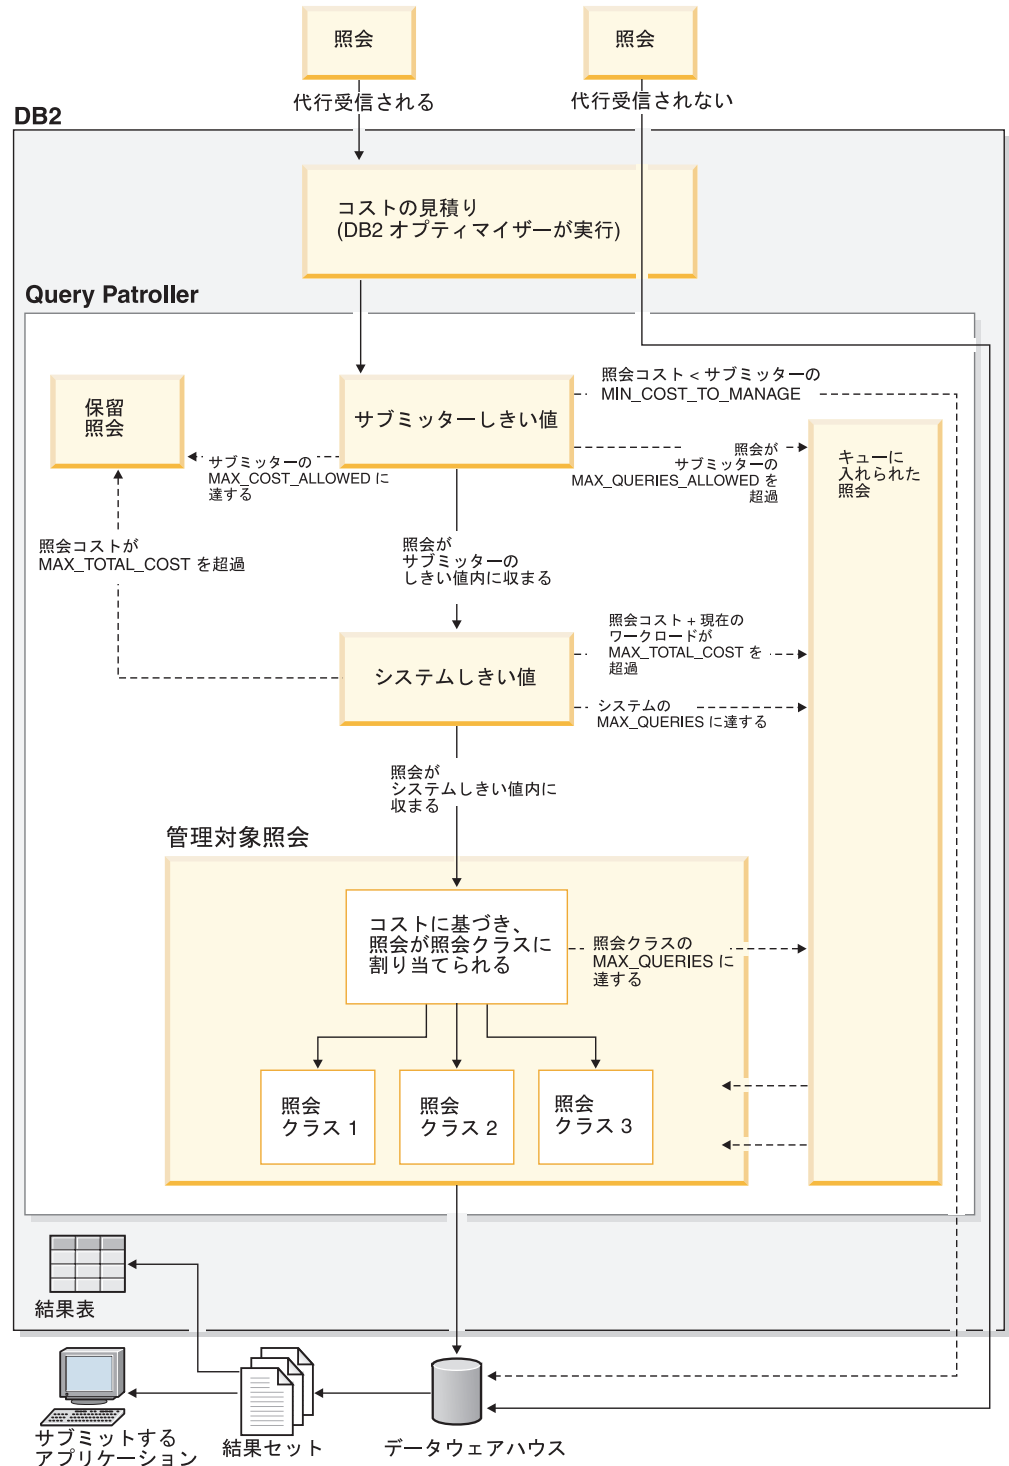 照会
照会
代行受信される
代行受信されない
DB2
コストの見積り
(DB2 オプティマイザーが実行)
Query Patroller
保留
照会
サブミッターしきい値
照会コスト < サブミッターの
MIN_COST_TO_MANAGE
サブミッターの
MAX_COST_ALLOWED に
達する
照会が
サブミッターの
MAX_QUERIES_ALLOWED を
超過
キューに
入れられた
照会
照会コストが
MAX_TOTAL_COST を超過
照会が
サブミッターの
しきい値内に収まる
システムしきい値
照会コスト + 現在の
ワークロードが
MAX_TOTAL_COST を
超過
システムの
MAX_QUERIES に達する
照会が
システムしきい値内に
収まる
管理対象照会
コストに基づき、
照会が照会クラスに
割り当てられる
照会クラスの
MAX_QUERIES に
達する
照会
クラス 1
照会
クラス 2
照会
クラス 3
結果表
サブミットする
アプリケーション
結果セット
データウェアハウス